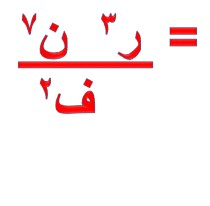 = ر٣ ن٧
ف٢